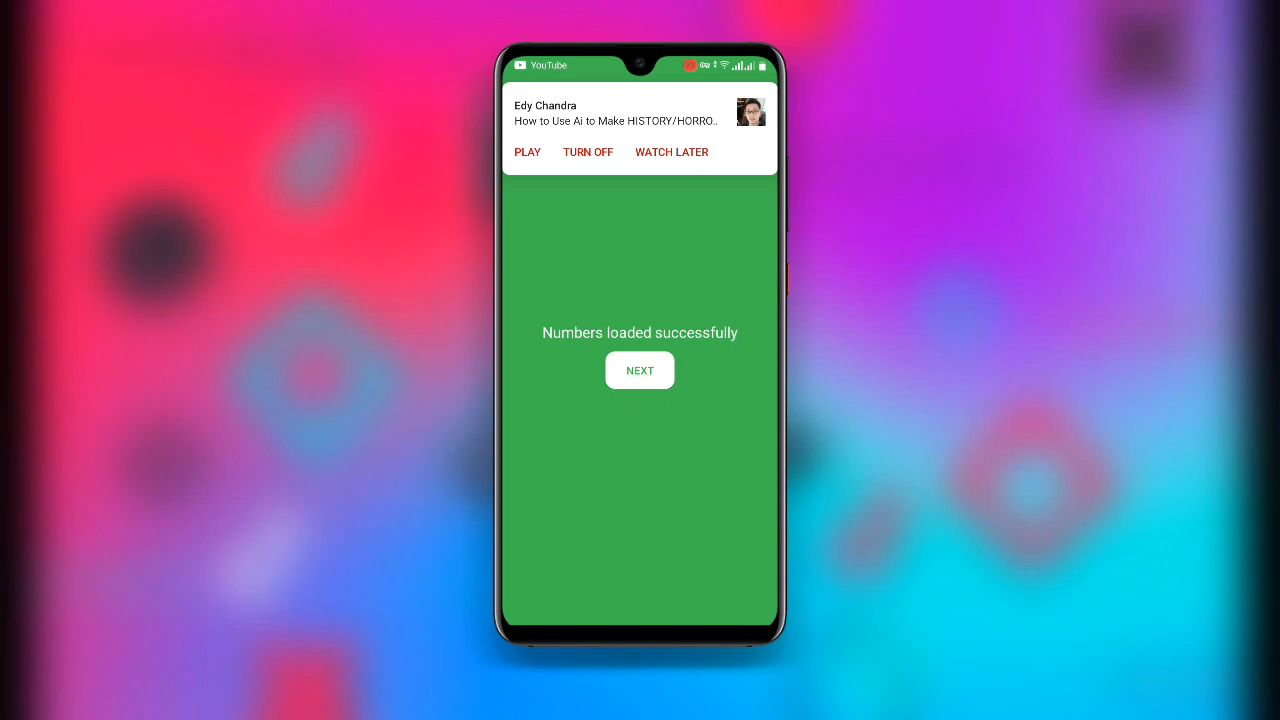 YouTube
Edy Chandra
How to Use Ai to Make HISTORY/HORRO..
PLAY TURN OFF WATCH LATER
Numbers loaded successfully
NEXT